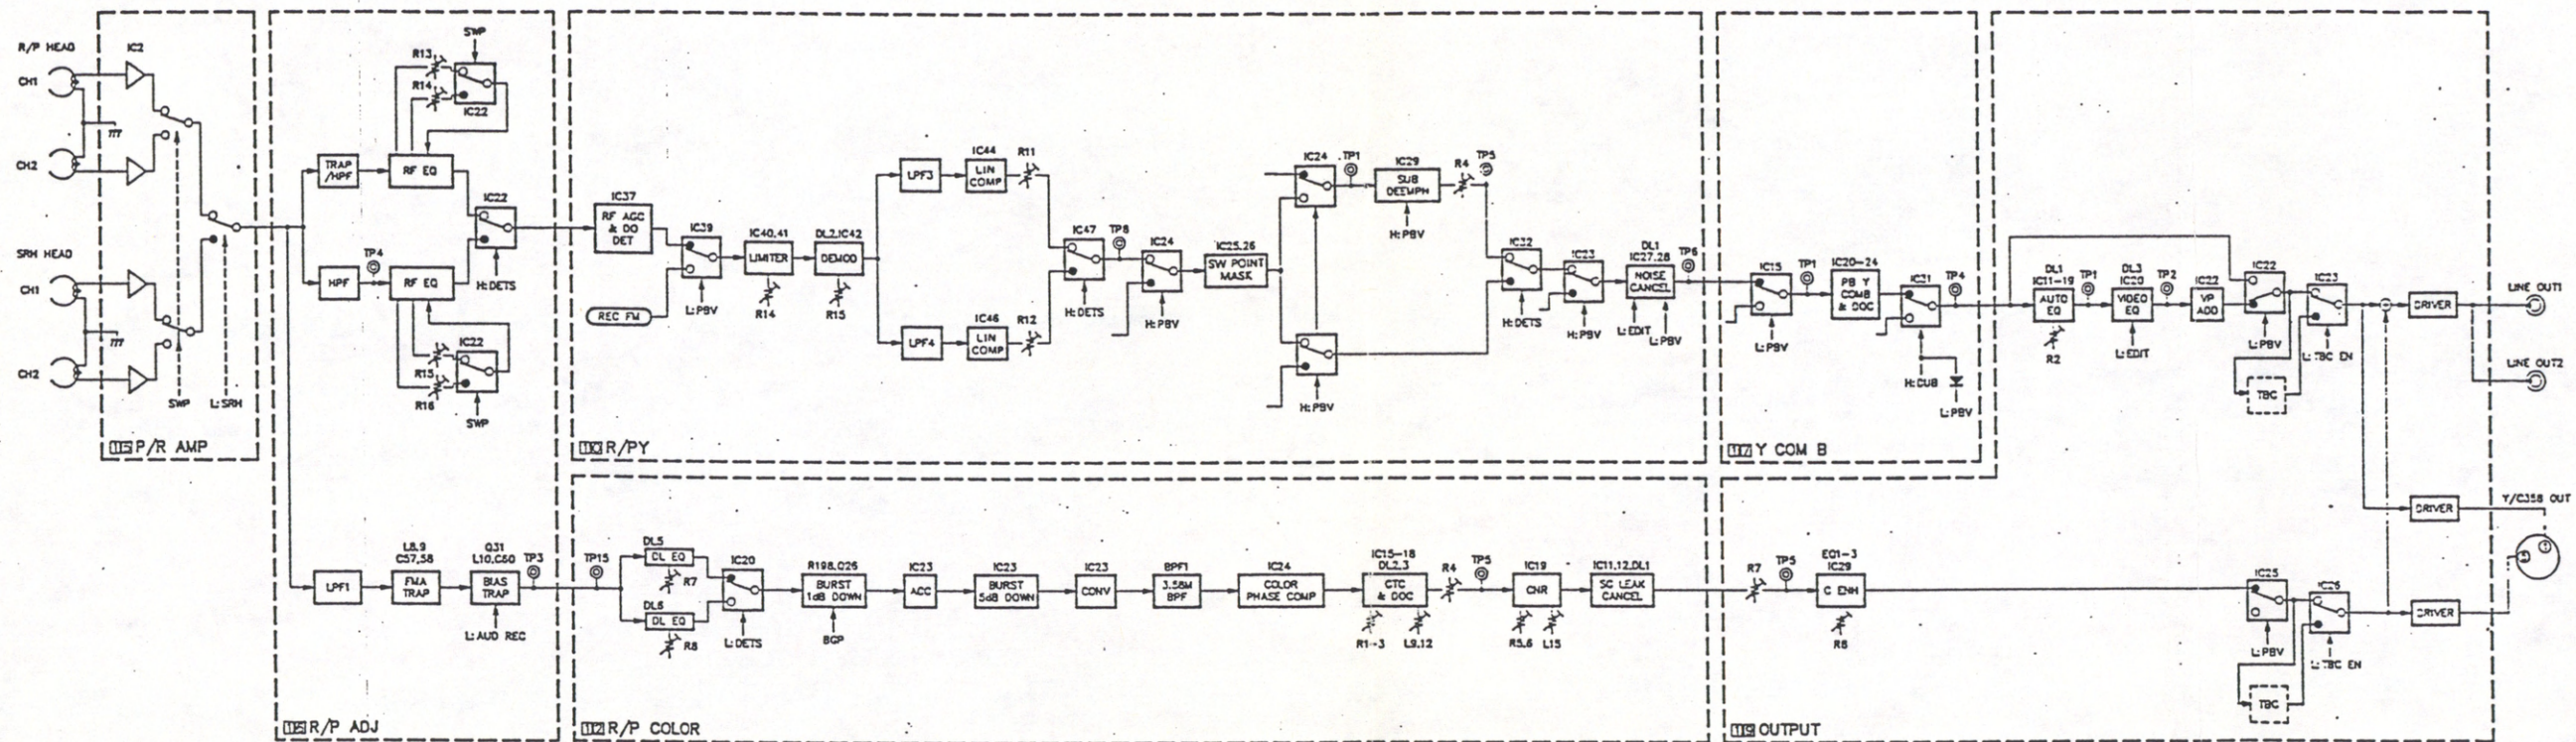 R/P HEAD
CH1
CH2
SRH HEAD
CH1
CH2
IC2
SWP
L:SRH
P/R AMP
SWP
R13
R14
IC22
TRAP
/HPF
RF EQ
IC22
TP4
HPF
RF EQ
H:DETS
R15
R16
IC22
SWP
LPF1
L8,9
C57,58
FMA
TRAP
Q31
L10,C60
BIAS
TRAP
TP3
L:AUD REC
R/P ADJ
IC37
RF AGC
& DO
DET
REC FM
IC39
L:PBV
IC40,41
LIMITER
R14
DL2,IC42
DEMOD
R15
LPF3
IC44
LIN
COMP
R11
LPF4
IC46
LIN
COMP
R12
IC47
H:DETS
TP8
IC24
H:PBV
IC25,26
SW POINT
MASK
IC24
TP1
IC29
SUB
DEEMPH
H:PBV
R4
TP5
H:PBV
IC32
H:DETS
IC23
H:PBV
DL1
IC27,28
NOISE
CANCEL
L:EDIT
L:PBV
TP6
R/PY
IC15
L:PBV
TP1
IC20-24
PB Y
COMB
& DOC
IC31
TP4
H:DUB
L:PBV
Y COM B
DL1
IC11-19
AUTO
EQ
R2
TP1
DL3
IC20
VIDEO
EQ
L:EDIT
TP2
IC22
VP
ADD
IC22
L:PBV
IC23
L:TBC EN
TBC
DRIVER
LINE OUT1
LINE OUT2
DRIVER
Y/C358 OUT
TP15
DL5
DL EQ
R7
DL6
DL EQ
R8
IC20
L:DETS
R198,Q26
BURST
1dB DOWN
BGP
IC23
ACC
IC23
BURST
5dB DOWN
IC23
CONV
BPF1
3.58M
BPF
IC24
COLOR
PHASE COMP
IC15-18
DL2,3
CTC
& DOC
R1-3
L9,12
R4
TP5
IC19
CNR
R5,6
L15
IC11,12,DL1
SC LEAK
CANCEL
R/P COLOR
R7
TP5
EQ1-3
IC29
C ENH
R6
IC25
L:PBV
IC26
L:TBC EN
TBC
DRIVER
OUTPUT